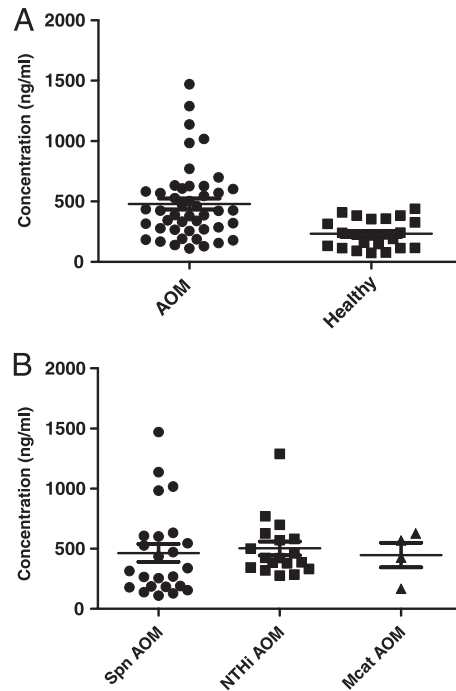 A
2000
1500
1000
500
0
Concentration (ng/ml)
AOM
Healthy
B
2000
1500
1000
500
0
Concentration (ng/ml)
Spn AOM
NTHi AOM
Mcat AOM